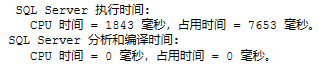 SQL Server 执行时间:
CPU 时间 = 1843 毫秒，占用时间 = 7653 毫秒。
SQL Server 分析和编译时间:
CPU 时间 = 0 毫秒，占用时间 = 0 毫秒。